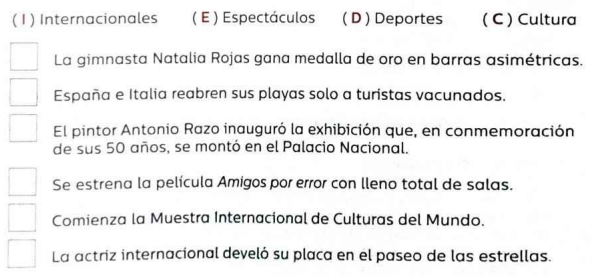 ( I ) Internacionales ( E ) Espectáculos ( D ) Deportes ( C ) Cultura
La gimnasta Natalia Rojas gana medalla de oro en barras asimétricas.
España e Italia reabren sus playas solo a turistas vacunados.
El pintor Antonio Razo inauguró la exhibición que, en conmemoración
de sus 50 años, se montó en el Palacio Nacional.
Se estrena la película Amigos por error con lleno total de salas.
Comienza la Muestra Internacional de Culturas del Mundo.
La actriz internacional develó su placa en el paseo de las estrellas.